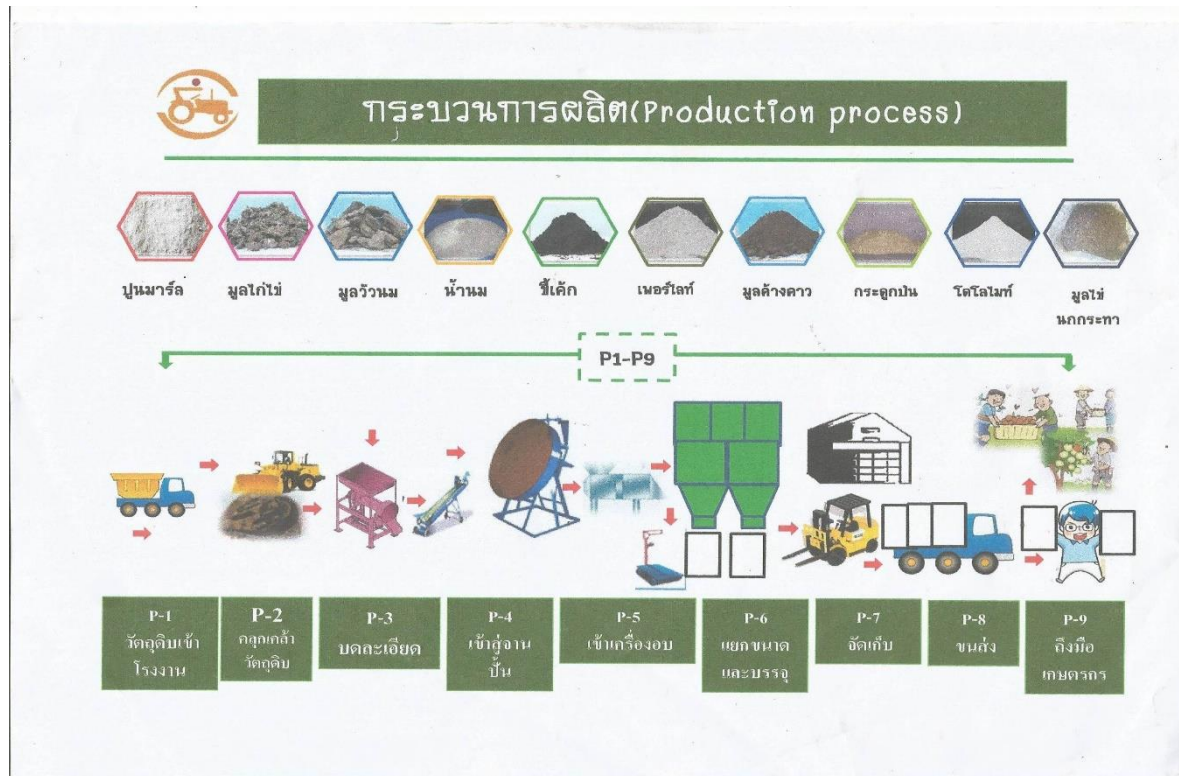 กระบวนการผลิต(Production process)
ปูนมาร์ล
มูลไก่ไข่
มูลวัวนม
น้ำนม
ขี้เค้ก
เพอร์ไลท์
มูลค้างคาว
กระดูกป่น
โดโลไมท์
มูลไข่
นกกระทา
P1-P9
P-1
วัตถุดิบเข้า
โรงงาน
P-2
คลุกเคล้า
วัตถุดิบ
P-3
บดละเอียด
P-4
เข้าสู่จาน
ปั้น
P-5
เข้าเครื่องอบ
P-6
แยกขนาด
และบรรจุ
P-7
จัดเก็บ
P-8
ขนส่ง
P-9
ถึงมือ
เกษตรกร